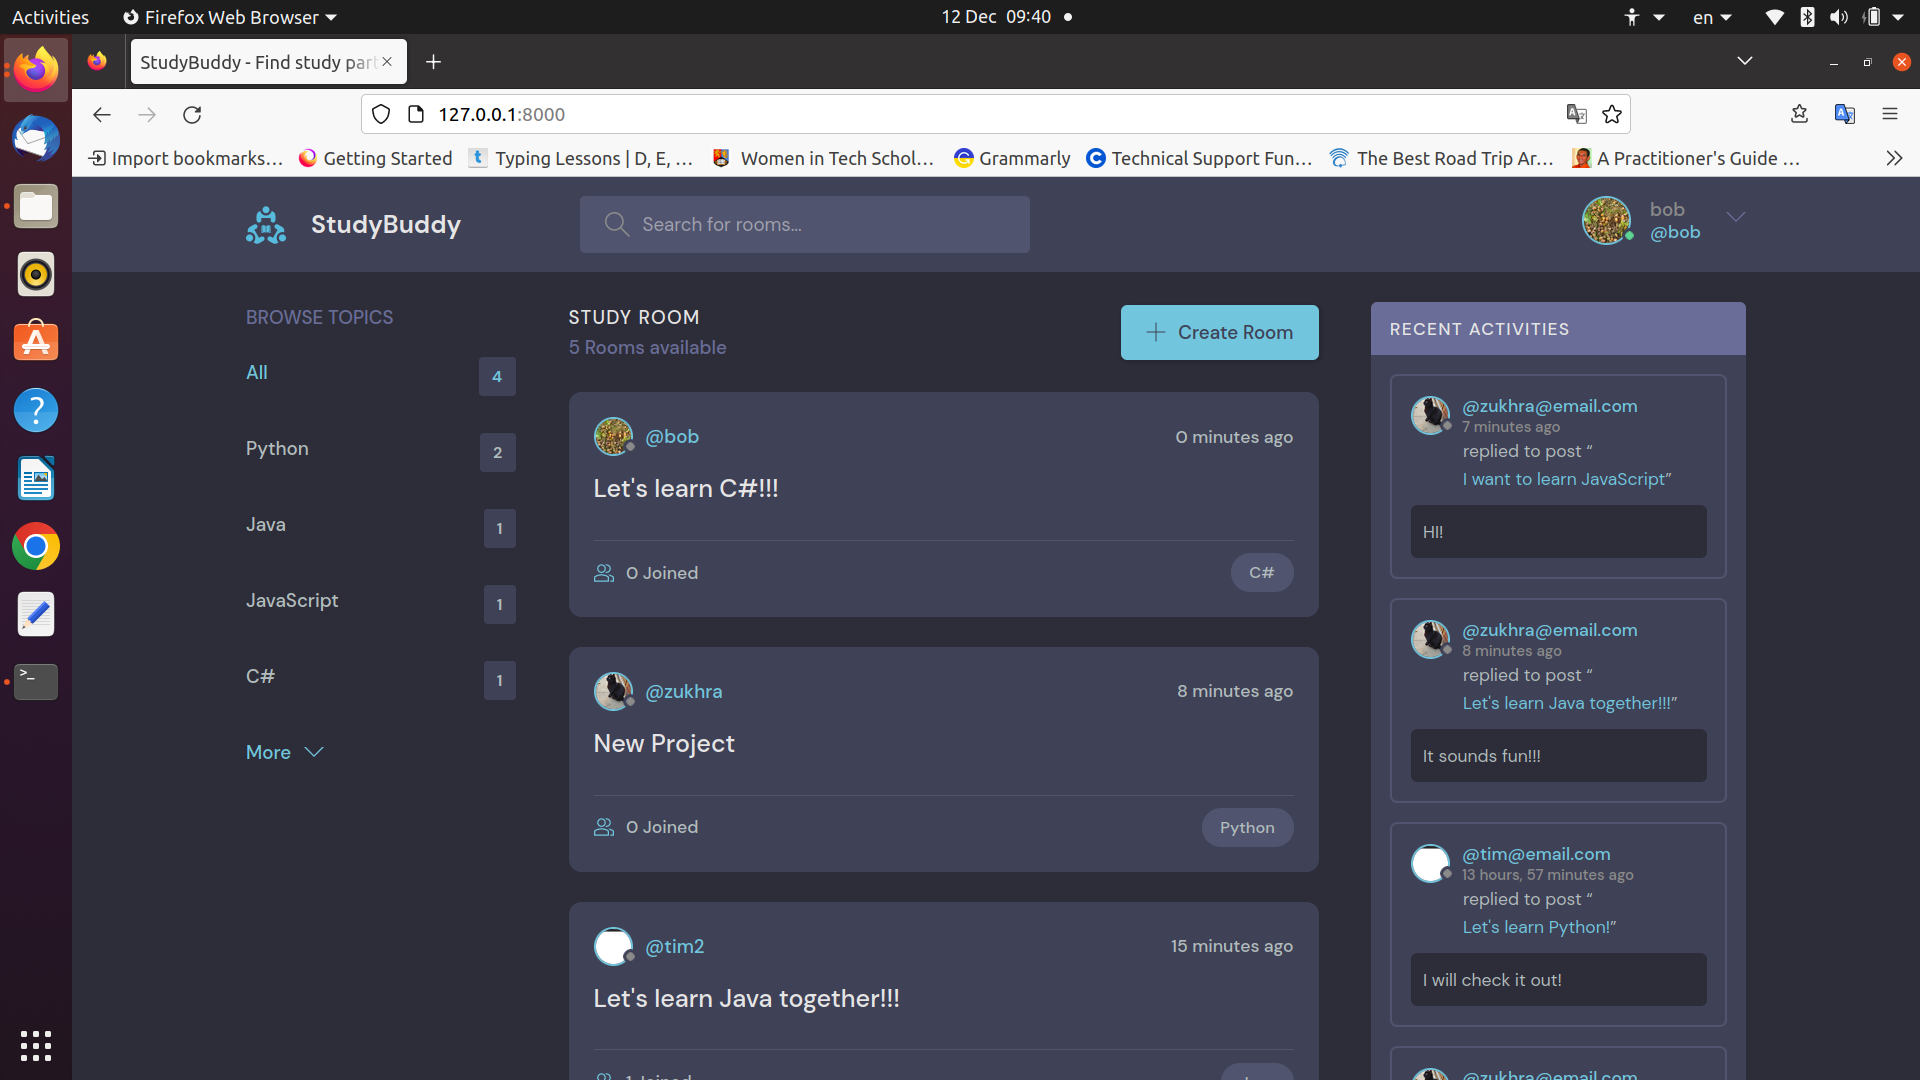 Activities
Firefox Web Browser
12 Dec 09:40
en
StudyBuddy - Find study par
127.0.0.1:8000
Import bookmarks...
Getting Started
Typing Lessons | D, E, ...
Women in Tech Schol...
Grammarly
Technical Support Fun...
The Best Road Trip Ar...
A Practitioner's Guide ...
StudyBuddy
Search for rooms...
bob
@bob
BROWSE TOPICS
All 4
Python 2
Java 1
JavaScript 1
C# 1
More
STUDY ROOM
5 Rooms available
Create Room
@bob
0 minutes ago
Let's learn C#!!!
0 Joined
C#
@zukhra
8 minutes ago
New Project
0 Joined
Python
@tim2
15 minutes ago
Let's learn Java together!!!
1 Joined
RECENT ACTIVITIES
@zukhra@email.com
7 minutes ago
replied to post “
I want to learn JavaScript”
HI!
@zukhra@email.com
8 minutes ago
replied to post “
Let's learn Java together!!!”
It sounds fun!!!
@tim@email.com
13 hours, 57 minutes ago
replied to post “
Let's learn Python!”
I will check it out!
@zukhra@email.com